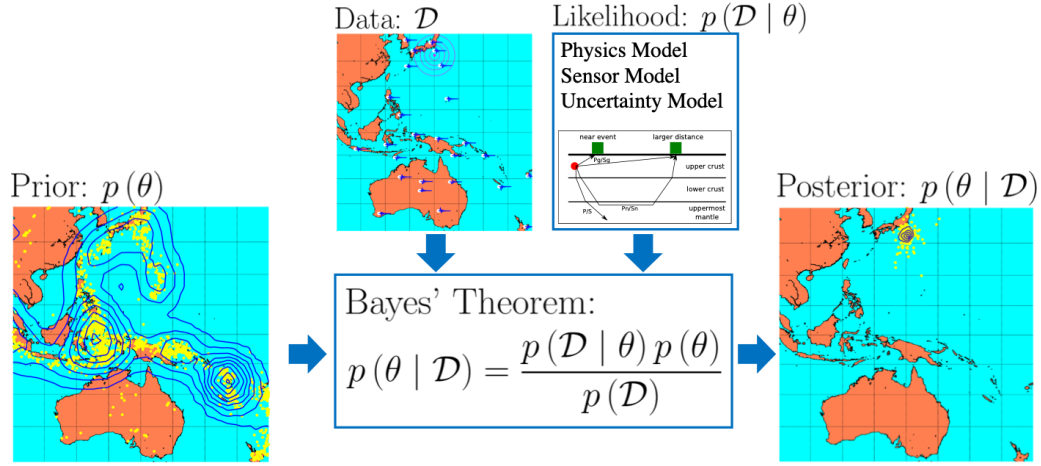 Data: 𝒟
Likelihood: p (𝒟 | θ)
Physics Model
Sensor Model
Uncertainty Model
near event
larger distance
Pg/Sg
upper crust
lower crust
Pn/Sn
uppermost
mantle
P/S
Prior: p (θ)
Posterior: p (θ | 𝒟)
Bayes' Theorem:
p (θ | 𝒟) = p (𝒟 | θ) p (θ) / p (𝒟)